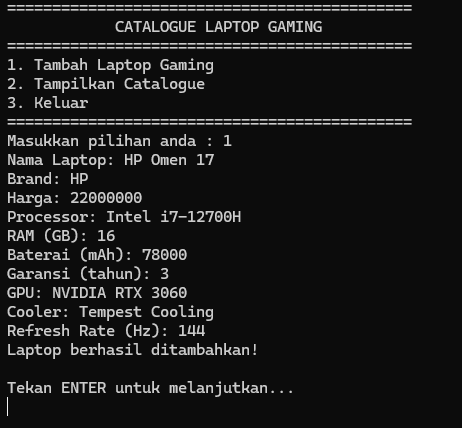 =============================================
CATALOGUE LAPTOP GAMING
=============================================
1. Tambah Laptop Gaming
2. Tampilkan Catalogue
3. Keluar
=============================================
Masukkan pilihan anda : 1
Nama Laptop: HP Omen 17
Brand: HP
Harga: 22000000
Processor: Intel i7-12700H
RAM (GB): 16
Baterai (mAh): 78000
Garansi (tahun): 3
GPU: NVIDIA RTX 3060
Cooler: Tempest Cooling
Refresh Rate (Hz): 144
Laptop berhasil ditambahkan!
Tekan ENTER untuk melanjutkan...